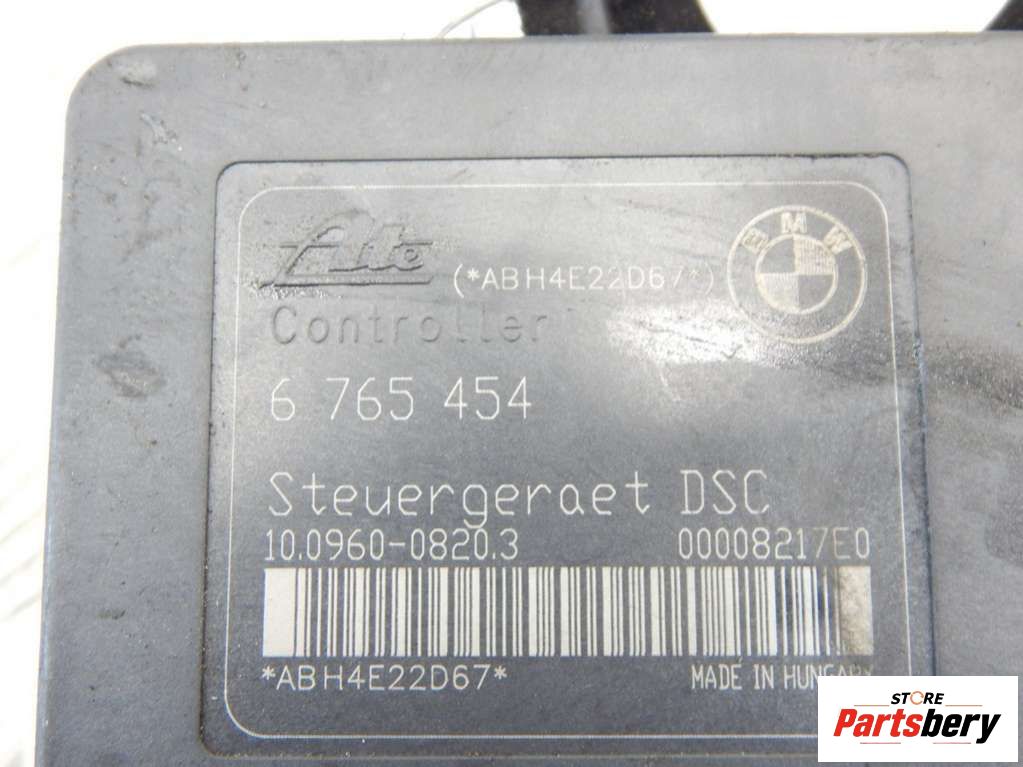 Ate
(*ABH4E22D67*)
BMW
Controller
6 765 454
Steuergeraet DSC
10.0960-0820.3 00008217E0
*ABH4E22D67* MADE IN HUNGARY
STORE
Partsbery